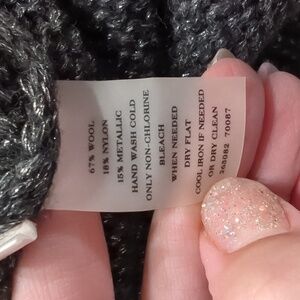 67% WOOL
18% NYLON
15% METALLIC
HAND WASH COLD
ONLY NON-CHLORINE
BLEACH
WHEN NEEDED
DRY FLAT
COOL IRON IF NEEDED
OR DRY CLEAN
263082 70087